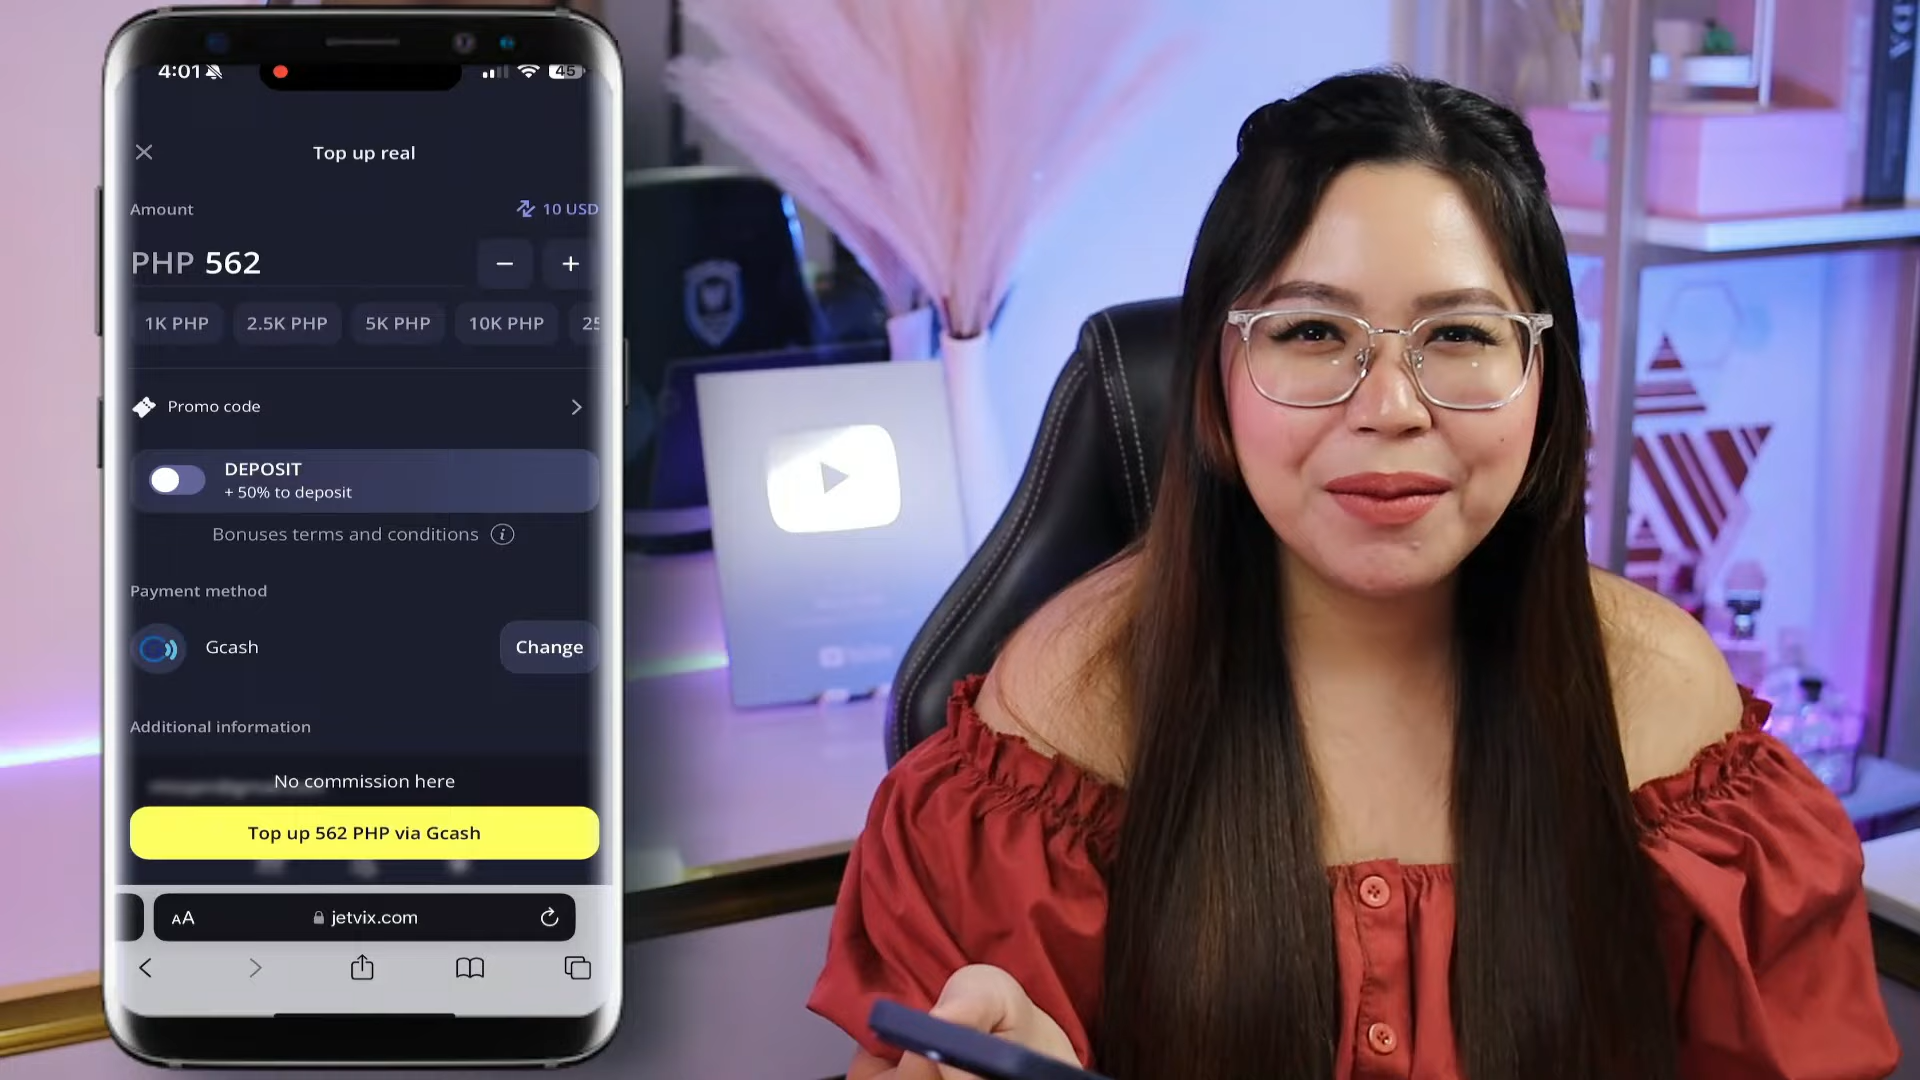 4:01
45
Top up real
Amount
10 USD
PHP 562
1K PHP
2.5K PHP
5K PHP
10K PHP
25
Promo code
DEPOSIT
+ 50% to deposit
Bonuses terms and conditions
Payment method
Gcash
Change
Additional information
No commission here
Top up 562 PHP via Gcash
AA
jetvix.com